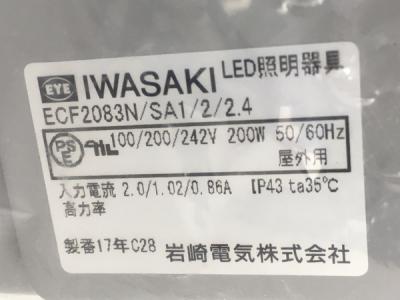 EYE IWASAKI LED照明器具
ECF2083N/SA1/2/2.4
PSE 100/200/242V 200W 50/60Hz
屋外用
入力電流 2.0/1.02/0.86A IP43 ta35℃
高力率
製番17年C28 岩崎電気株式会社